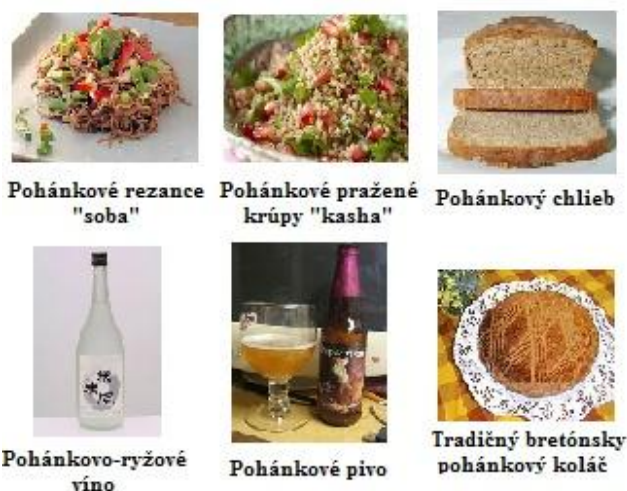 Pohánkové rezance
"soba"
Pohánkové pražené
krúpy "kasha"
Pohánkový chlieb
Pohánkovo-ryžové
víno
Pohánkové pivo
Tradičný bretónsky
pohánkový koláč